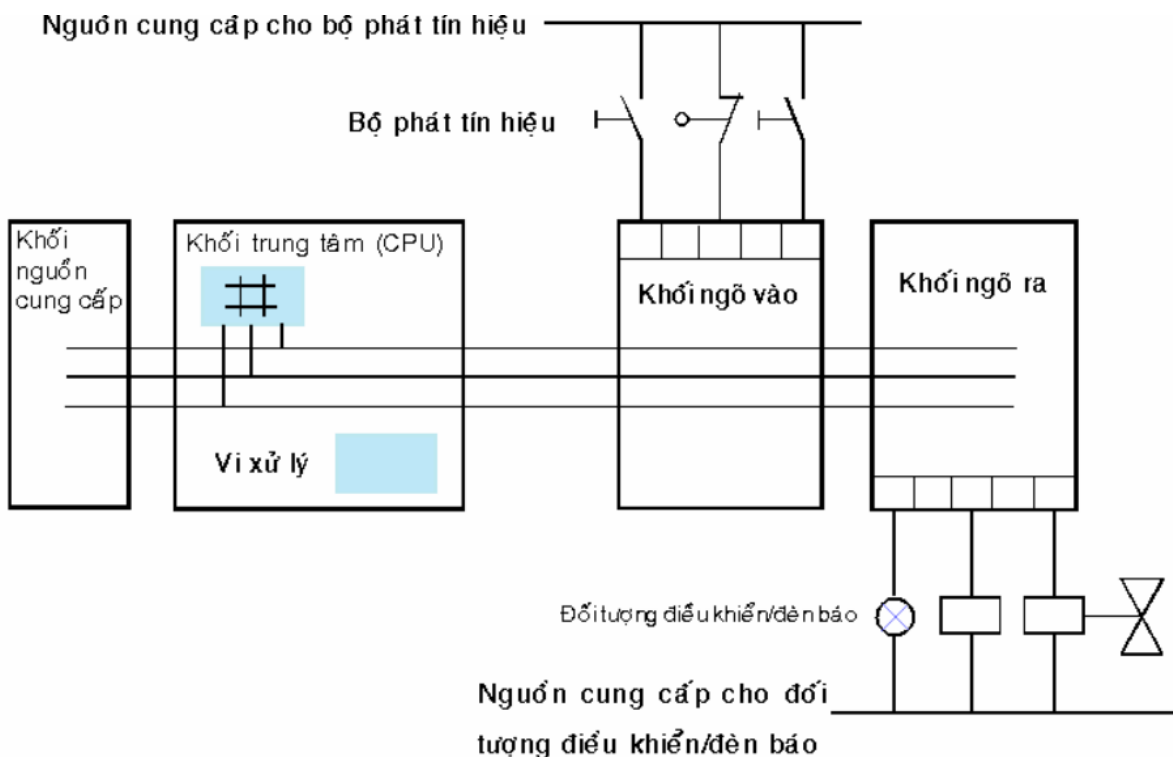 Nguồn cung cấp cho bộ phát tín hiệu
Bộ phát tín hiệu
Khối
nguồn
cung cấp
Khối trung tâm (CPU)
Khối ngõ vào
Khối ngõ ra
Vi xử lý
Đối tượng điều khiển/đèn báo
Nguồn cung cấp cho đối
tượng điều khiển/đèn báo